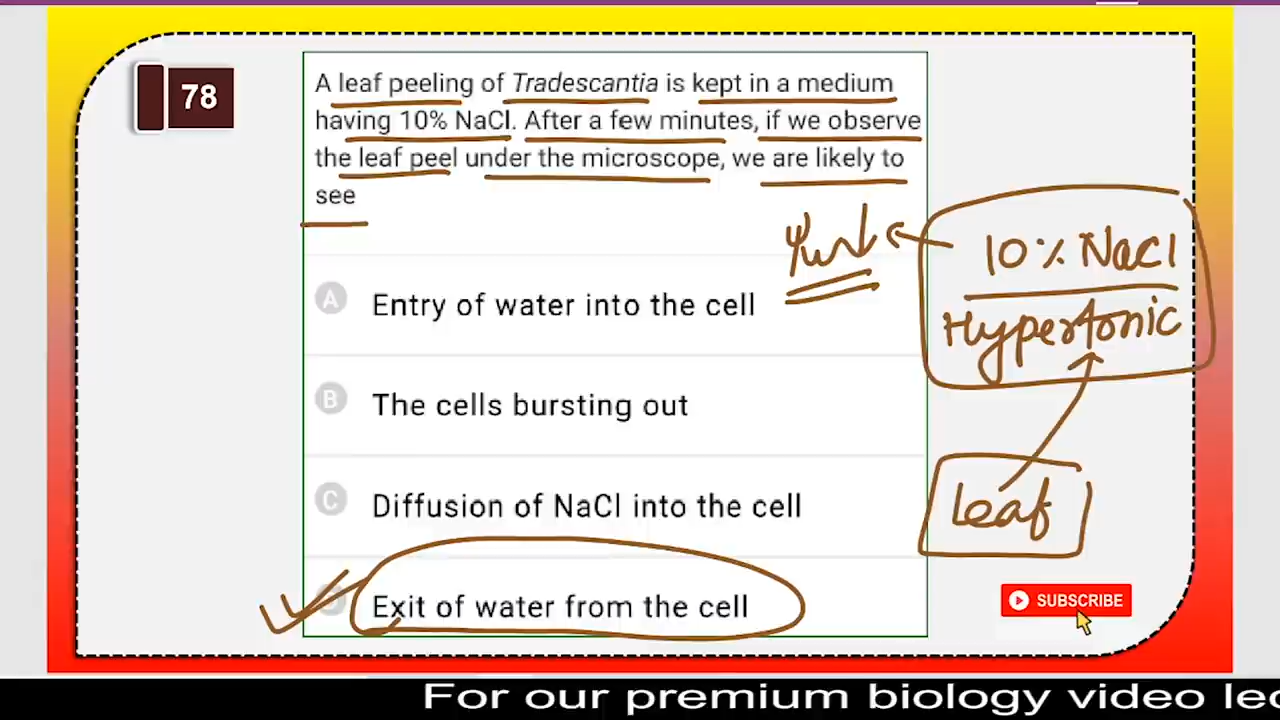 78
A leaf peeling of Tradescantia is kept in a medium
having 10% NaCl. After a few minutes, if we observe
the leaf peel under the microscope, we are likely to
see
A Entry of water into the cell
B The cells bursting out
C Diffusion of NaCl into the cell
Exit of water from the cell
10% NaCl
Hypertonic
leaf
SUBSCRIBE
For our premium biology video lec